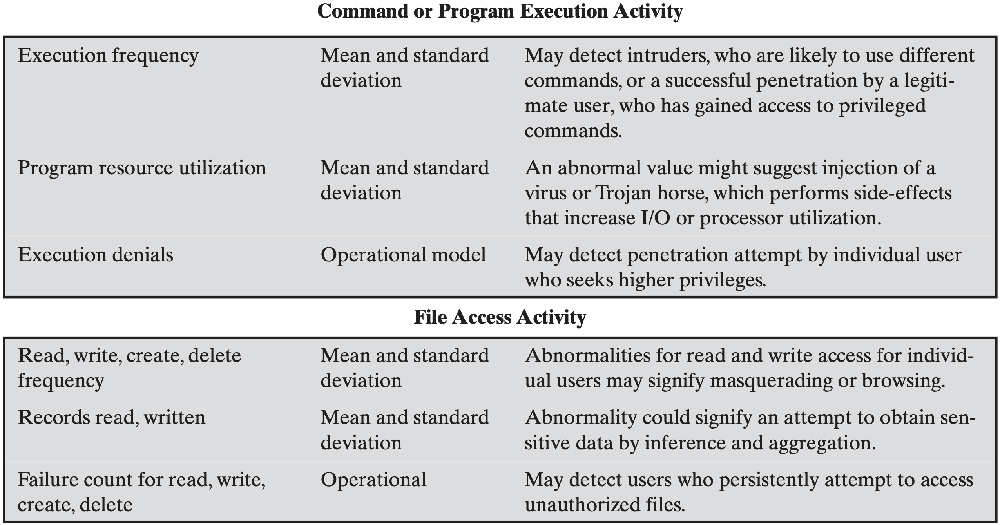 Command or Program Execution Activity
Execution frequency
Mean and standard
deviation
May detect intruders, who are likely to use different
commands, or a successful penetration by a legiti-
mate user, who has gained access to privileged
commands.
Program resource utilization
Mean and standard
deviation
An abnormal value might suggest injection of a
virus or Trojan horse, which performs side-effects
that increase I/O or processor utilization.
Execution denials
Operational model
May detect penetration attempt by individual user
who seeks higher privileges.
File Access Activity
Read, write, create, delete
frequency
Mean and standard
deviation
Abnormalities for read and write access for individ-
ual users may signify masquerading or browsing.
Records read, written
Mean and standard
deviation
Abnormality could signify an attempt to obtain sen-
sitive data by inference and aggregation.
Failure count for read, write,
create, delete
Operational
May detect users who persistently attempt to access
unauthorized files.